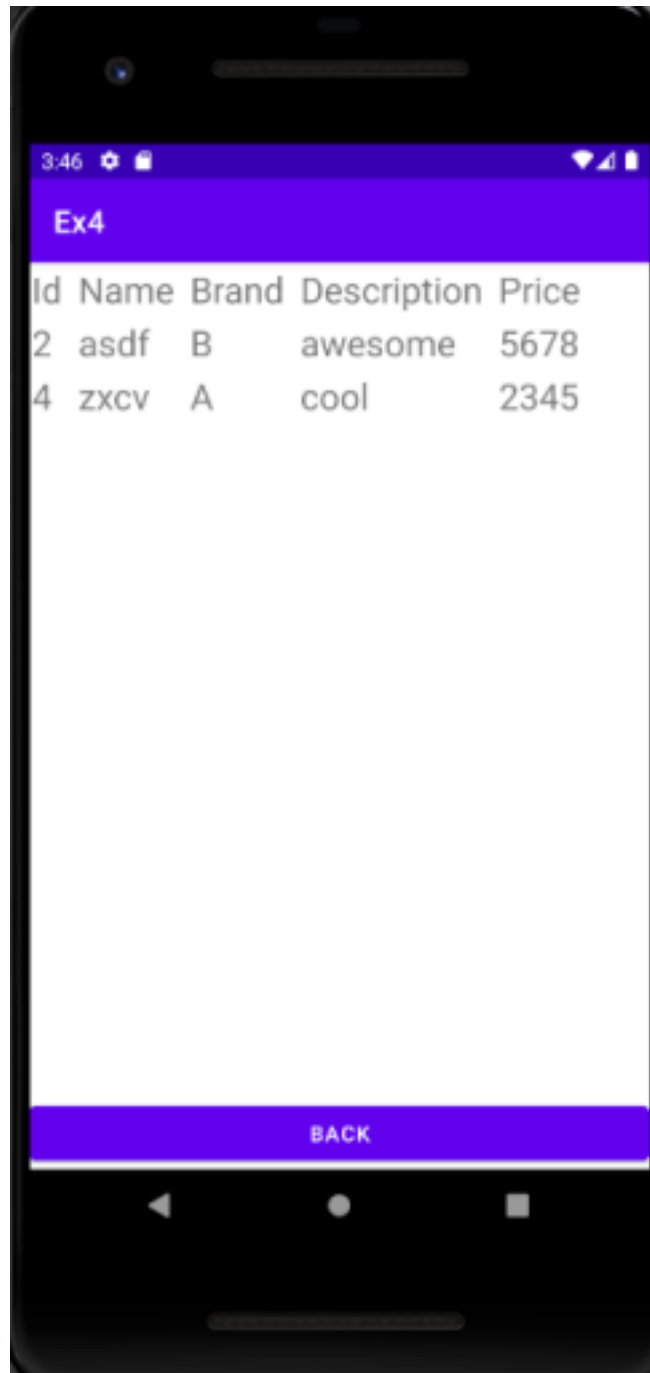 3:46
Ex4
Id Name Brand Description Price
2 asdf B awesome 5678
4 zxcv A cool 2345
BACK